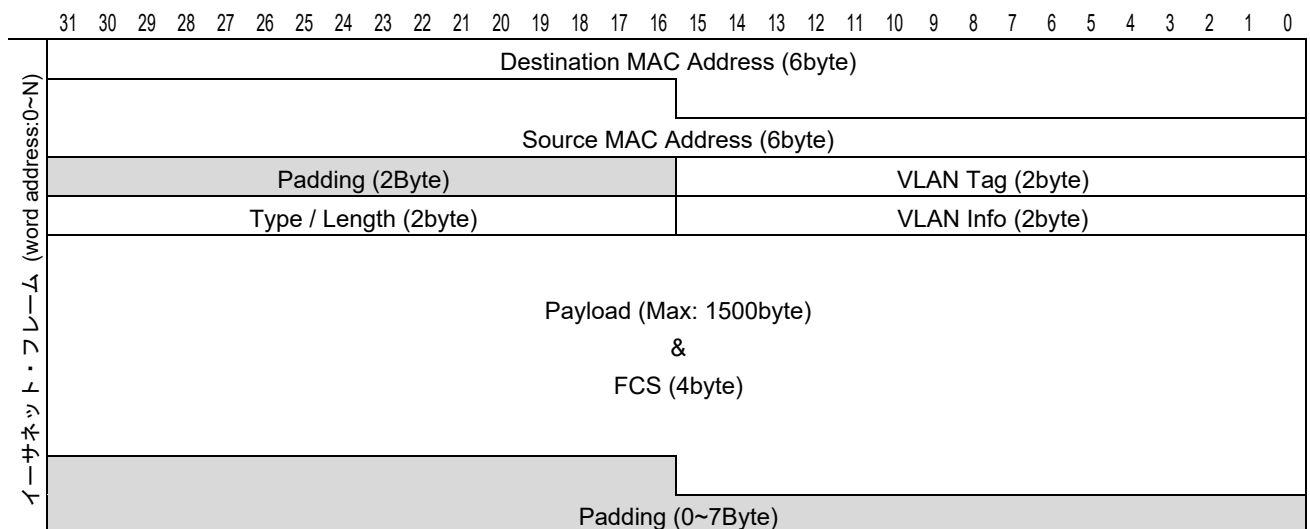 31 30 29 28 27 26 25 24 23 22 21 20 19 18 17 16 15 14 13 12 11 10 9 8 7 6 5 4 3 2 1 0
イーサネット・フレーム (word address:0~N)
Destination MAC Address (6byte)
Source MAC Address (6byte)
Padding (2Byte) VLAN Tag (2byte)
Type / Length (2byte) VLAN Info (2byte)
Payload (Max: 1500byte)
&
FCS (4byte)
Padding (0~7Byte)